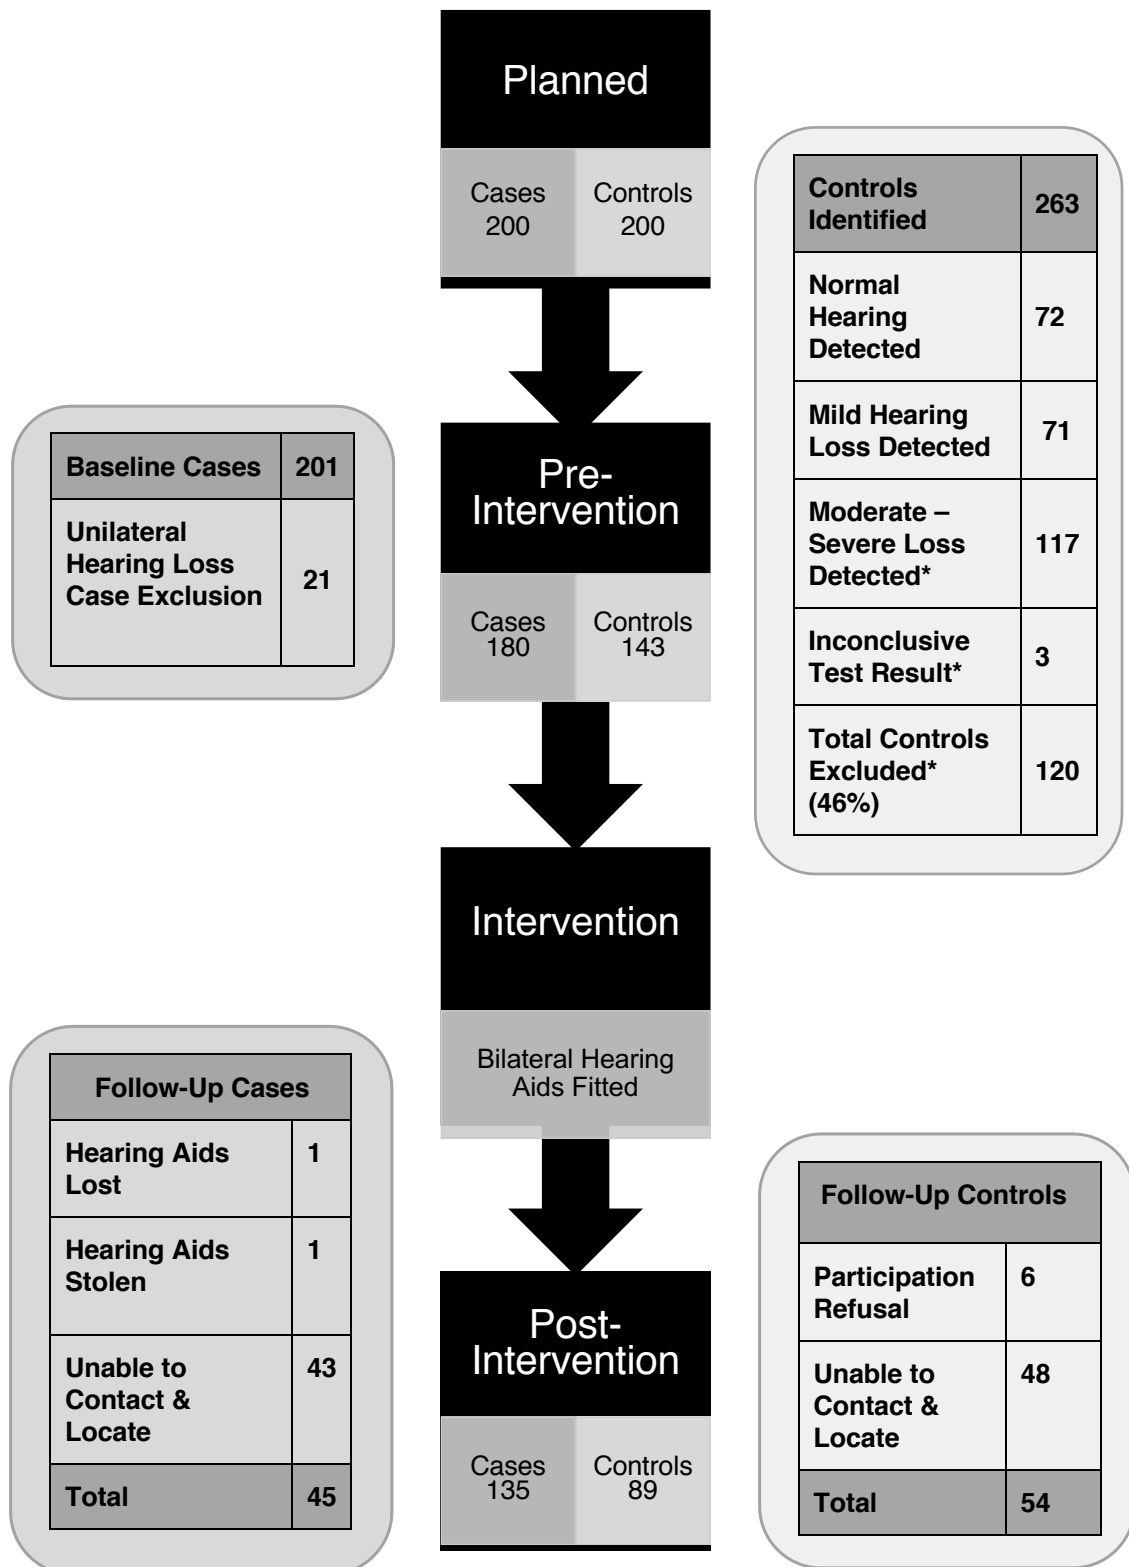 Planned
Cases
200
Controls
200
Controls
Identified
263
Normal
Hearing
Detected
72
Mild Hearing
Loss Detected
71
Moderate –
Severe Loss
Detected*
117
Inconclusive
Test Result*
3
Total Controls
Excluded*
(46%)
120
Baseline Cases
201
Unilateral
Hearing Loss
Case Exclusion
21
Pre-
Intervention
Cases
180
Controls
143
Intervention
Bilateral Hearing
Aids Fitted
Follow-Up Cases
Hearing Aids
Lost
1
Hearing Aids
Stolen
1
Unable to
Contact &
Locate
43
Total
45
Follow-Up Controls
Participation
Refusal
6
Unable to
Contact &
Locate
48
Total
54
Post-
Intervention
Cases
135
Controls
89